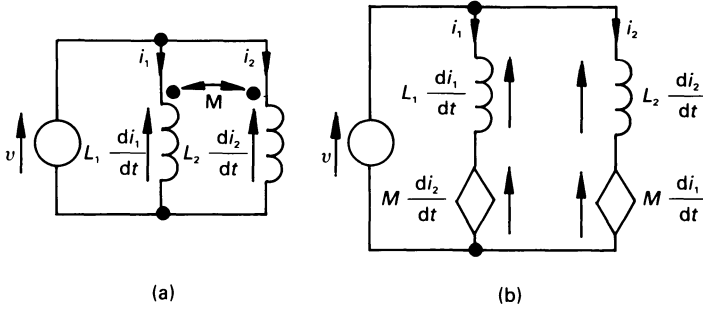 i₁
i₂
M
υ
L₁ di₁/dt
L₂ di₂/dt
(a)
i₁
i₂
L₁ di₁/dt
L₂ di₂/dt
υ
M di₂/dt
M di₁/dt
(b)